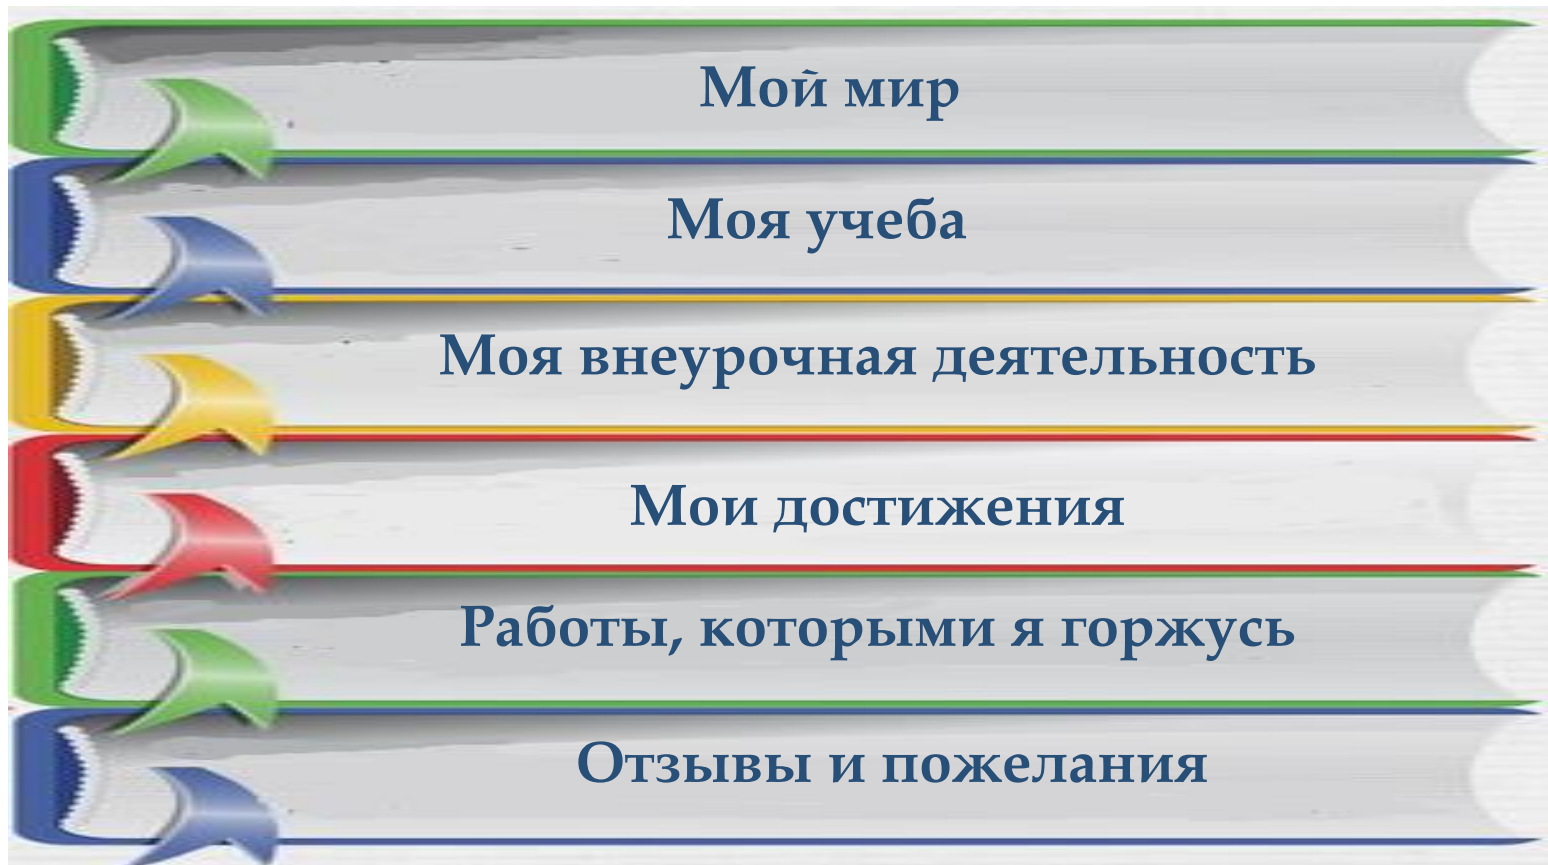 Мой мир
Моя учеба
Моя внеурочная деятельность
Мои достижения
Работы, которыми я горжусь
Отзывы и пожелания